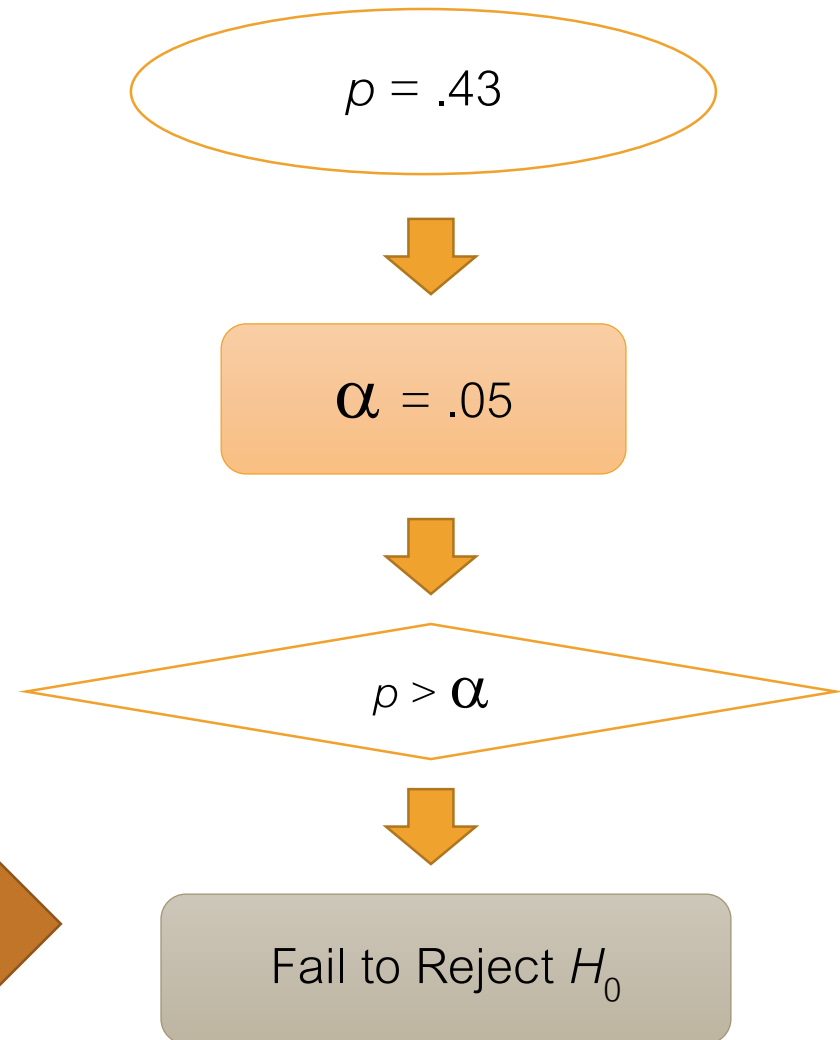 p = .43
α = .05
p > α
Fail to Reject H₀